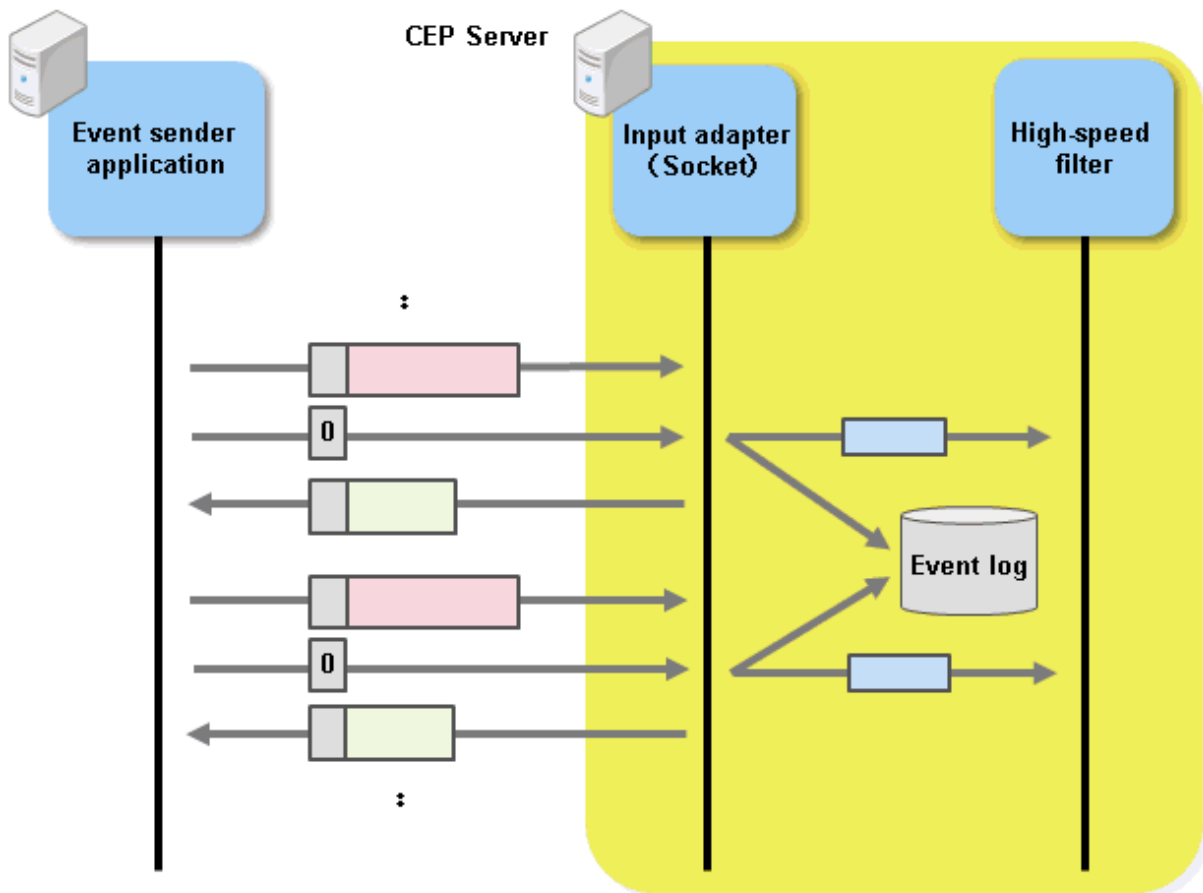 CEP Server
Event sender
application
Input adapter
(Socket)
High-speed
filter
:
0
Event log
0
: